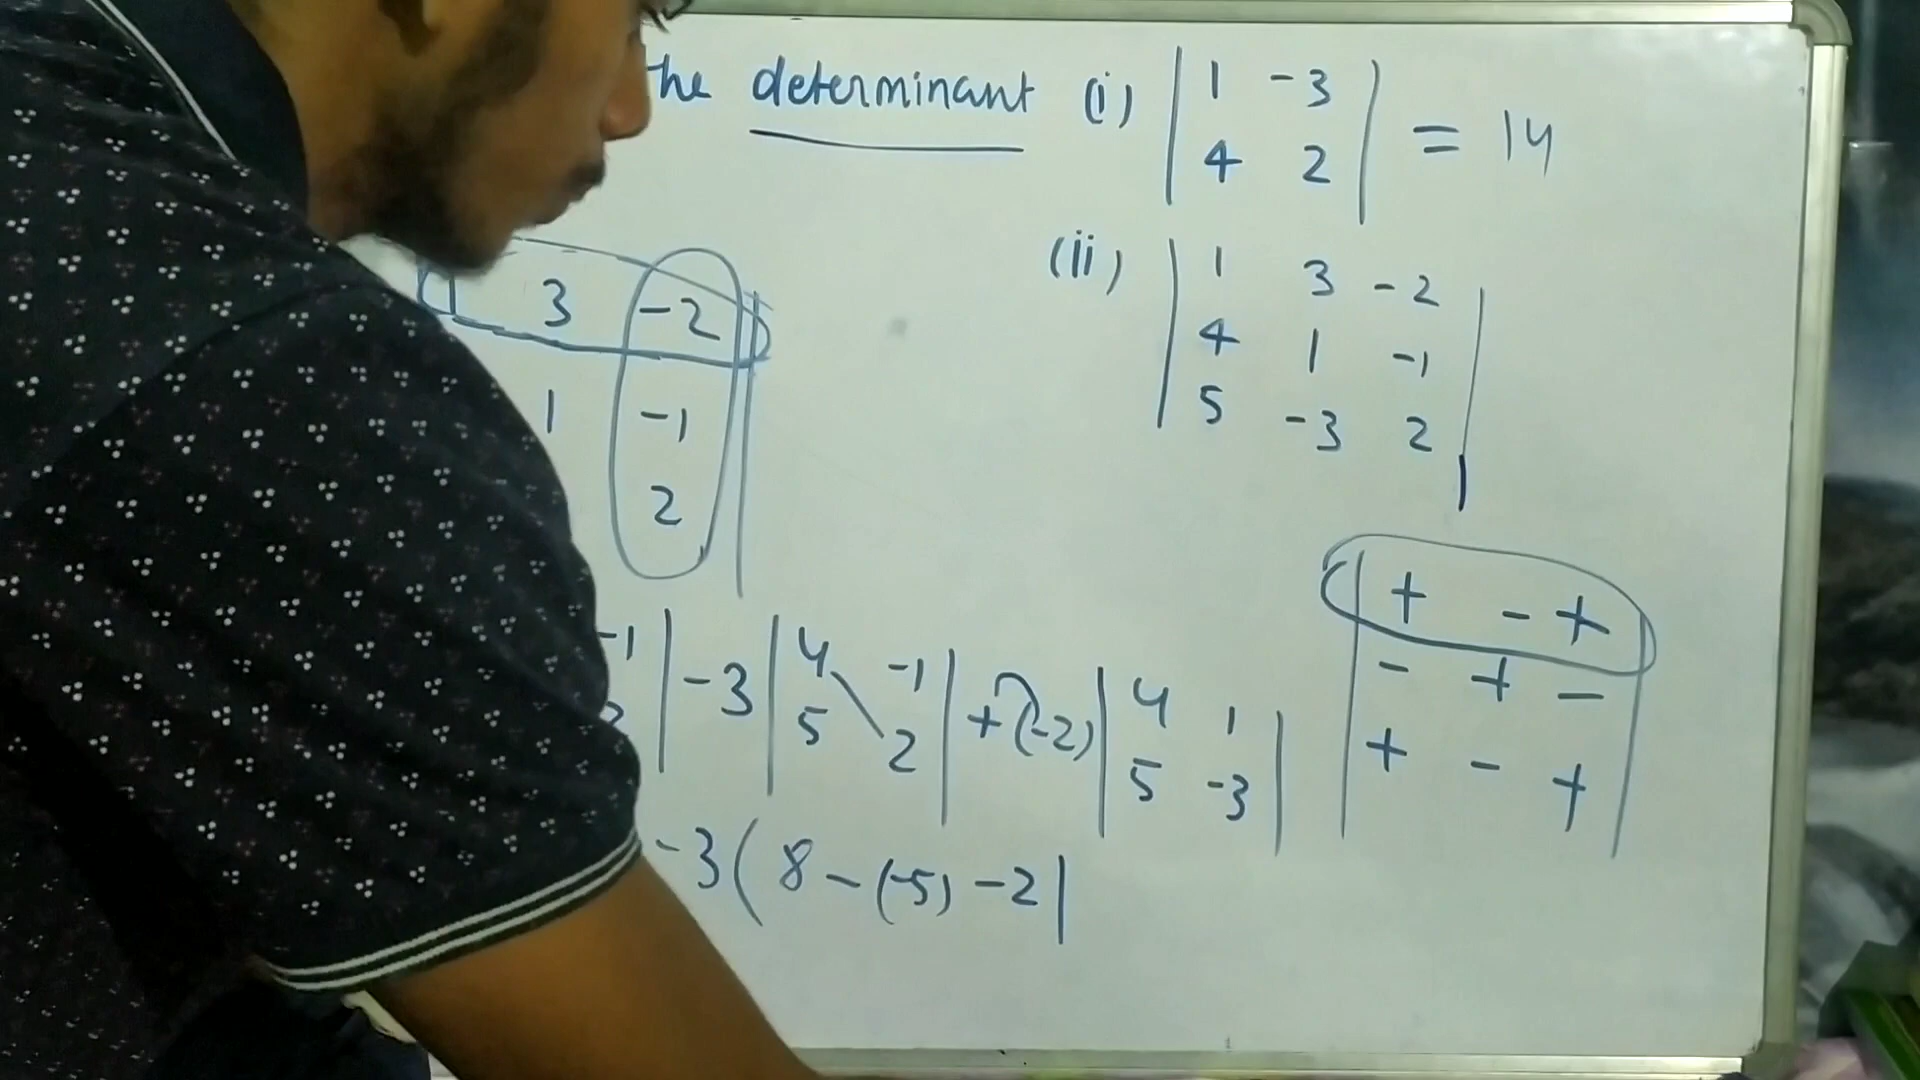 the determinant (i) | 1 -3 | = 14
| 4 2 |
(ii) | 1 3 -2 |
| 4 1 -1 |
| 5 -3 2 |
3 -2 |
1 -1 |
2 |
+ - +
- + -
+ - +
-1 | -3 | 4 -1 | + (-2) | 4 1 |
| 5 2 | | 5 -3 |
-3 ( 8 - (-5) - 2 |